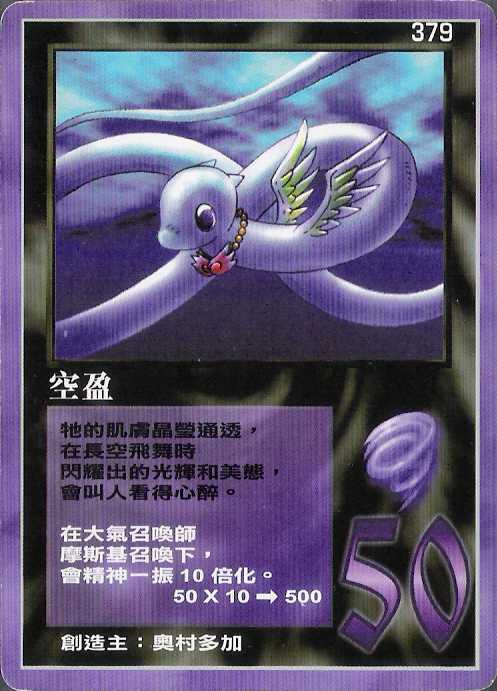 379
空盈
牠的肌膚晶瑩通透，
在長空飛舞時
閃耀出的光輝和美態，
會叫人看得心醉。
在大氣召喚師
摩斯基召喚下，
會精神一振 10 倍化。
50 X 10 ➞ 500
50
創造主：奧村多加